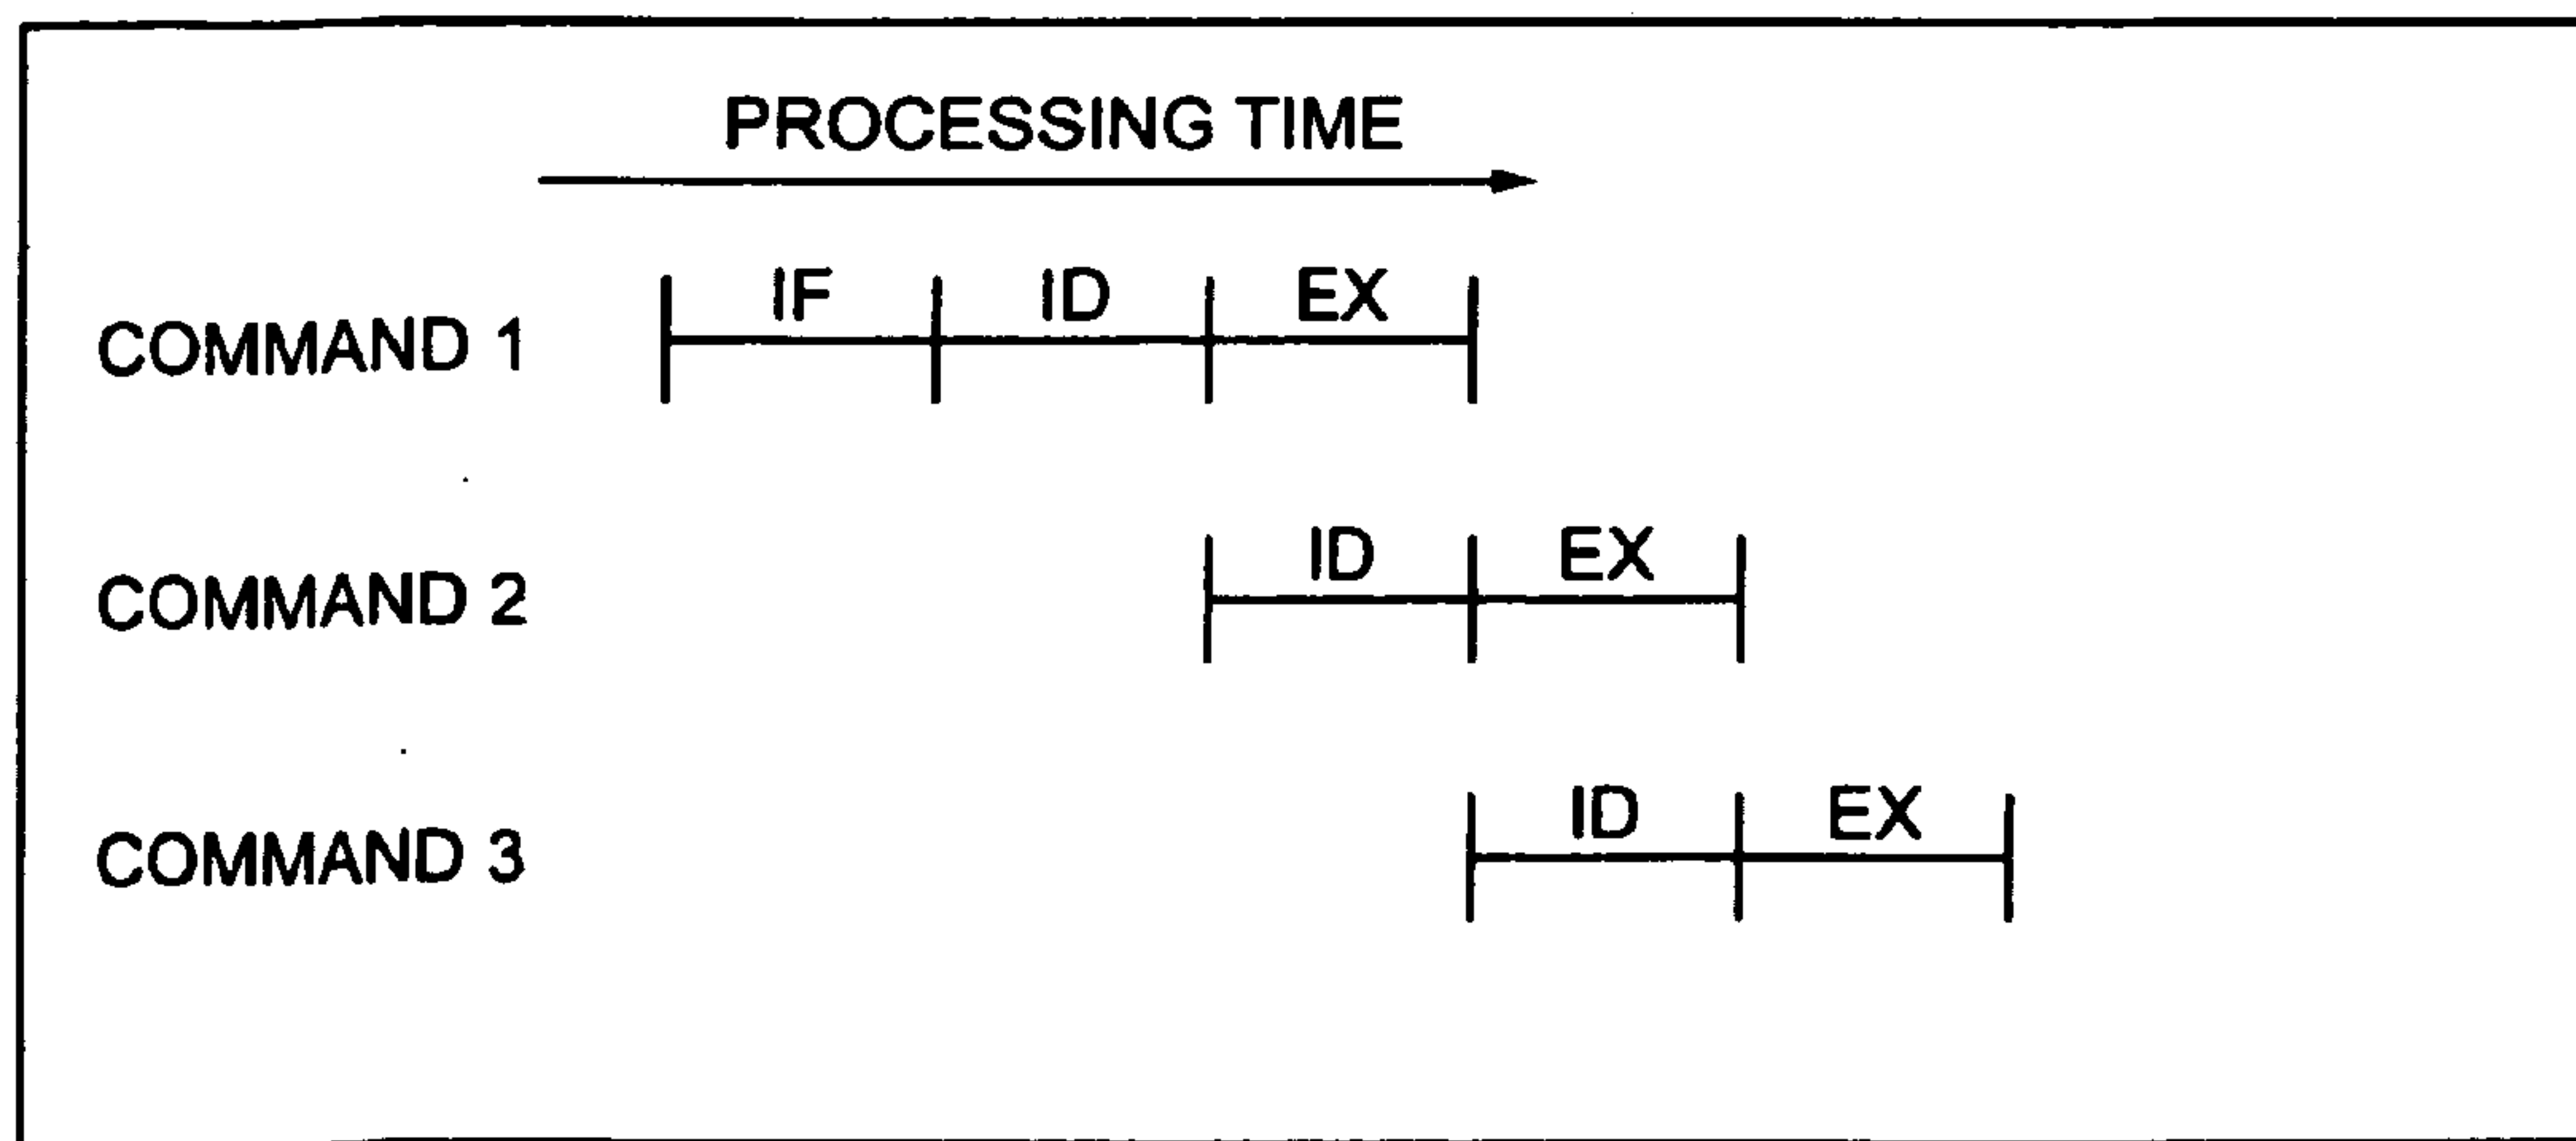 PROCESSING TIME
IF ID EX
COMMAND 1
ID EX
COMMAND 2
ID EX
COMMAND 3